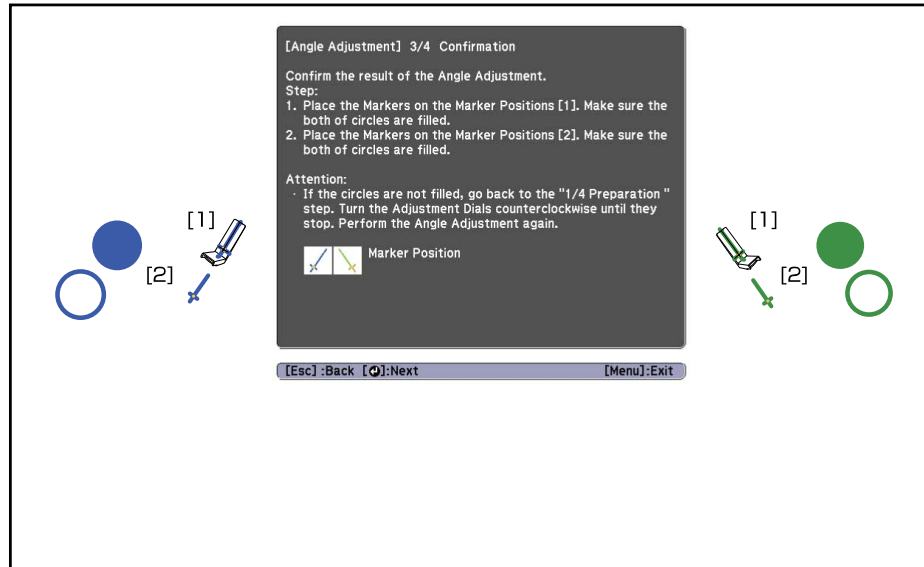 [Angle Adjustment] 3/4 Confirmation
Confirm the result of the Angle Adjustment.
Step:
1. Place the Markers on the Marker Positions [1]. Make sure the
both of circles are filled.
2. Place the Markers on the Marker Positions [2]. Make sure the
both of circles are filled.
Attention:
· If the circles are not filled, go back to the "1/4 Preparation "
step. Turn the Adjustment Dials counterclockwise until they
stop. Perform the Angle Adjustment again.
Marker Position
[1]
[2]
[1]
[2]
[Esc] :Back [↵]:Next [Menu]:Exit